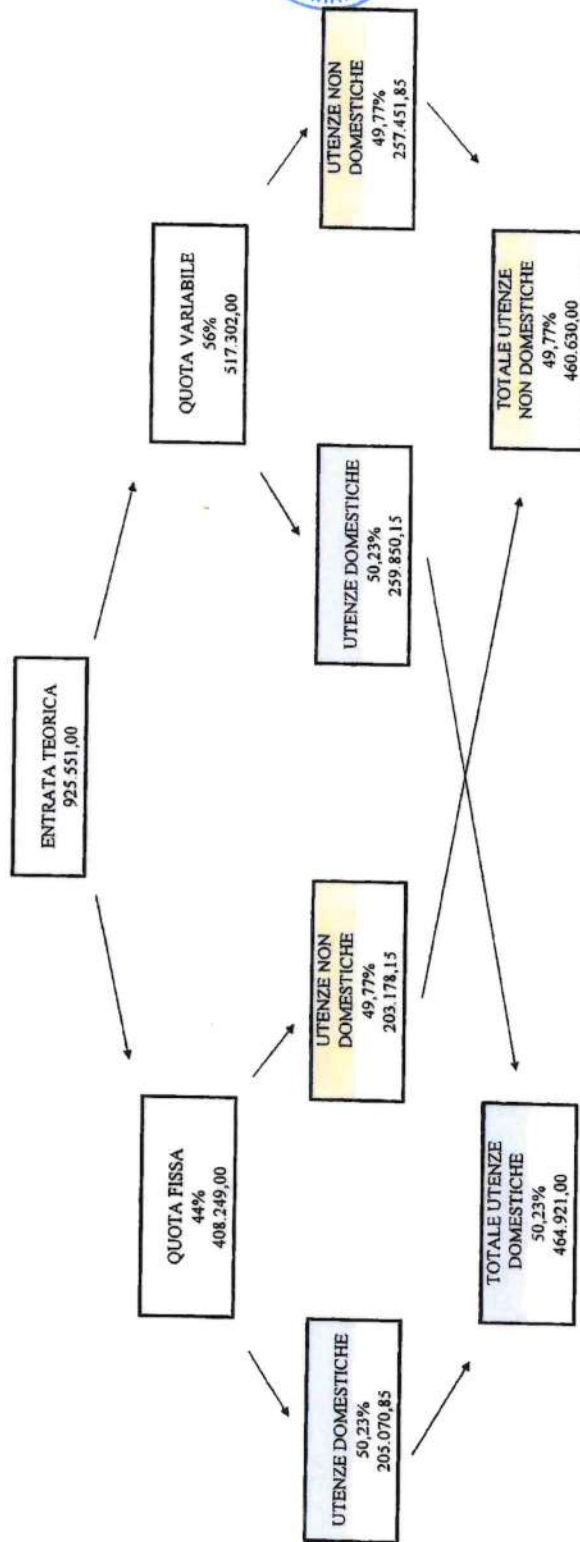 ENTRATA TEORICA
925.551,00
QUOTA FISSA
44%
408.249,00
QUOTA VARIABILE
56%
517.302,00
UTENZE DOMESTICHE
50,23%
205.070,85
UTENZE NON
DOMESTICHE
49,77%
203.178,15
UTENZE DOMESTICHE
50,23%
259.850,15
UTENZE NON
DOMESTICHE
49,77%
257.451,85
TOTALE UTENZE
DOMESTICHE
50,23%
464.921,00
TOTALE UTENZE
NON DOMESTICHE
49,77%
460.630,00